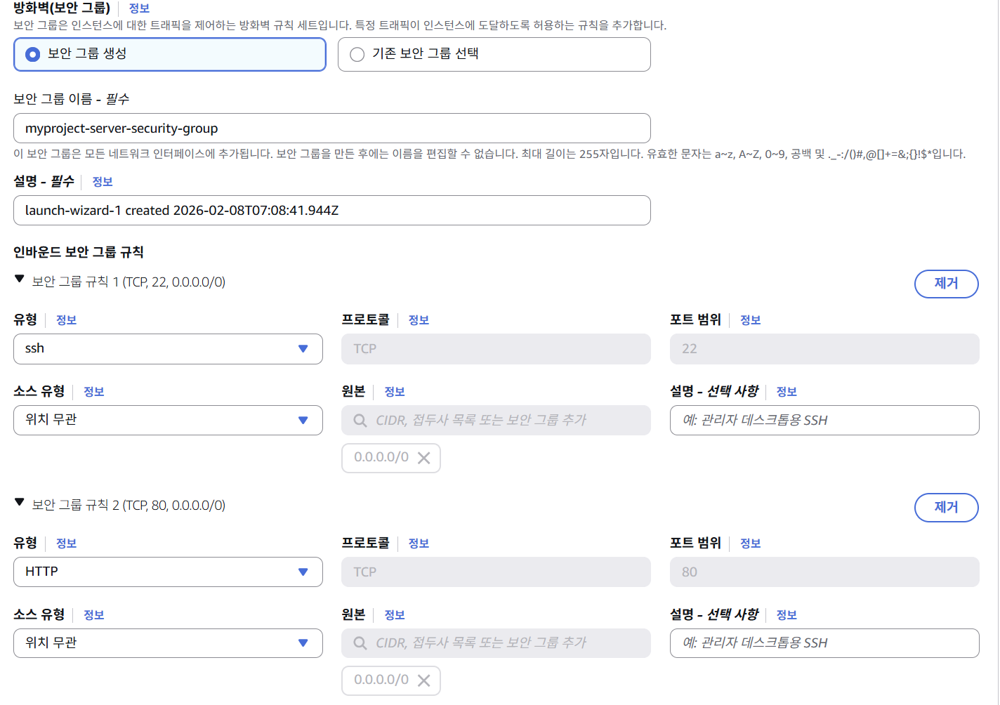 방화벽(보안 그룹) 정보
보안 그룹은 인스턴스에 대한 트래픽을 제어하는 방화벽 규칙 세트입니다. 특정 트래픽이 인스턴스에 도달하도록 허용하는 규칙을 추가합니다.
보안 그룹 생성 기존 보안 그룹 선택
보안 그룹 이름 - 필수
myproject-server-security-group
이 보안 그룹은 모든 네트워크 인터페이스에 추가됩니다. 보안 그룹을 만든 후에는 이름을 편집할 수 없습니다. 최대 길이는 255자입니다. 유효한 문자는 a~z, A~Z, 0~9, 공백 및 ._-:/()#,@[]+=&;{}!$*입니다.
설명 - 필수 정보
launch-wizard-1 created 2026-02-08T07:08:41.944Z
인바운드 보안 그룹 규칙
보안 그룹 규칙 1 (TCP, 22, 0.0.0.0/0) 제거
유형 정보 프로토콜 정보 포트 범위 정보
ssh TCP 22
소스 유형 정보 원본 정보 설명 - 선택 사항 정보
위치 무관 CIDR, 접두사 목록 또는 보안 그룹 추가 예: 관리자 데스크톱용 SSH
0.0.0.0/0
보안 그룹 규칙 2 (TCP, 80, 0.0.0.0/0) 제거
유형 정보 프로토콜 정보 포트 범위 정보
HTTP TCP 80
소스 유형 정보 원본 정보 설명 - 선택 사항 정보
위치 무관 CIDR, 접두사 목록 또는 보안 그룹 추가 예: 관리자 데스크톱용 SSH
0.0.0.0/0